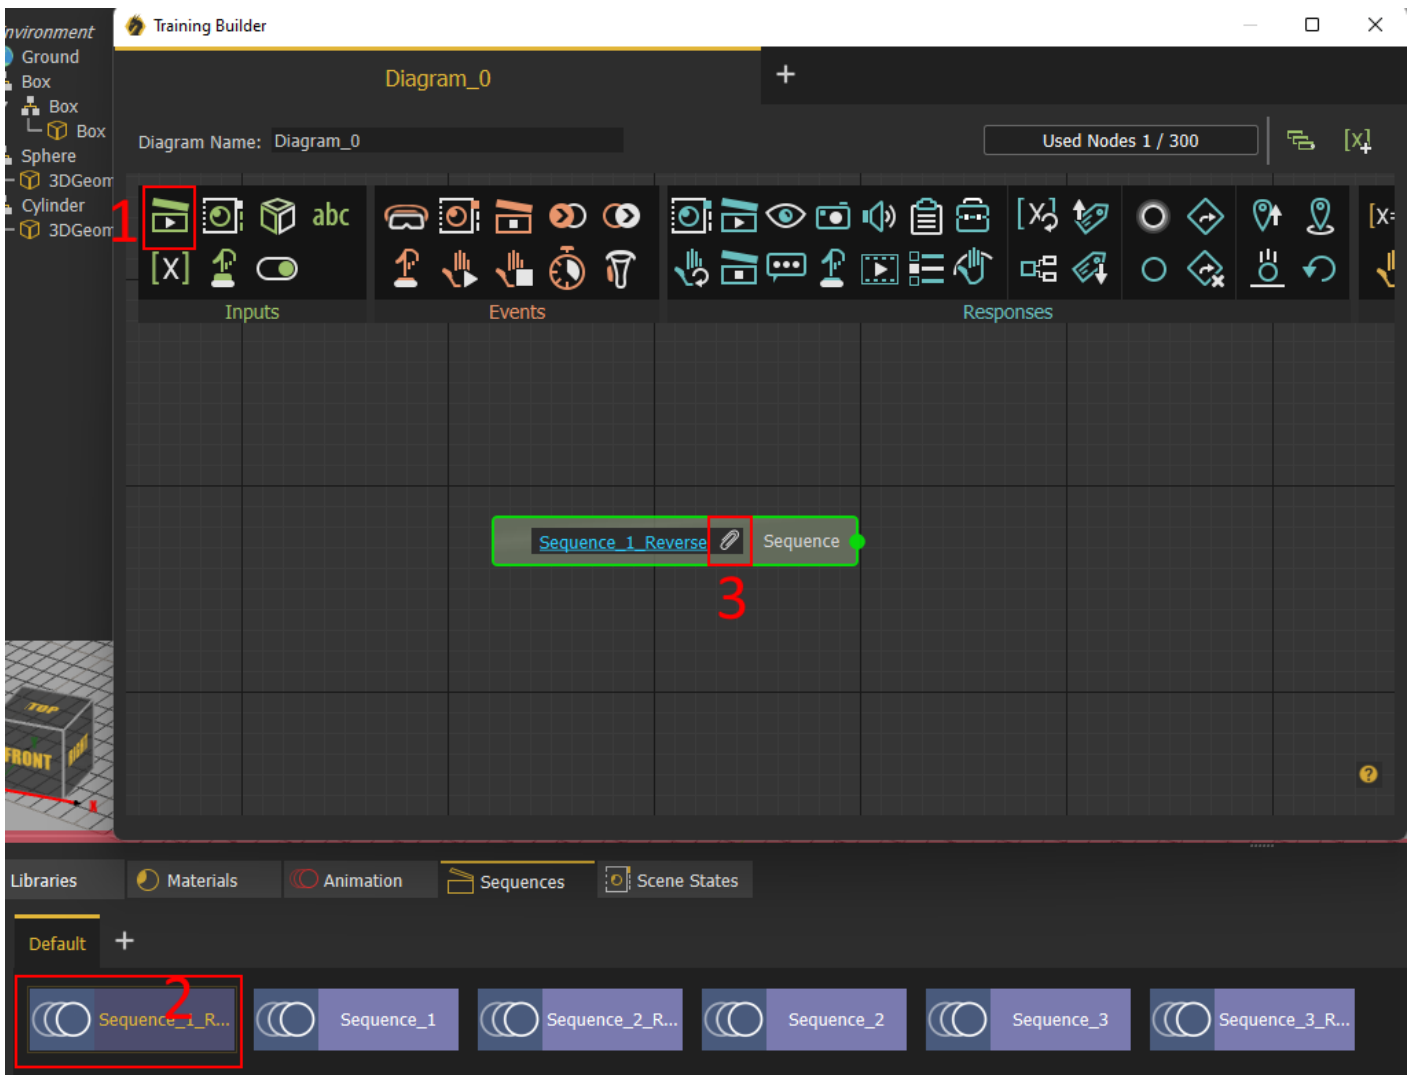 nvironment
Ground
Box
Box
Box
Sphere
3DGeom
Cylinder
3DGeom
Training Builder
Diagram_0
+
Diagram Name: Diagram_0
Used Nodes 1 / 300
[x]+
1
abc
[x]
[x]
[x=
Inputs
Events
Responses
Sequence_1_Reverse
Sequence
3
TOP
FRONT
RIGHT
x
?
Libraries
Materials
Animation
Sequences
Scene States
Default
+
2
Sequence_1_R...
Sequence_1
Sequence_2_R...
Sequence_2
Sequence_3
Sequence_3_R...